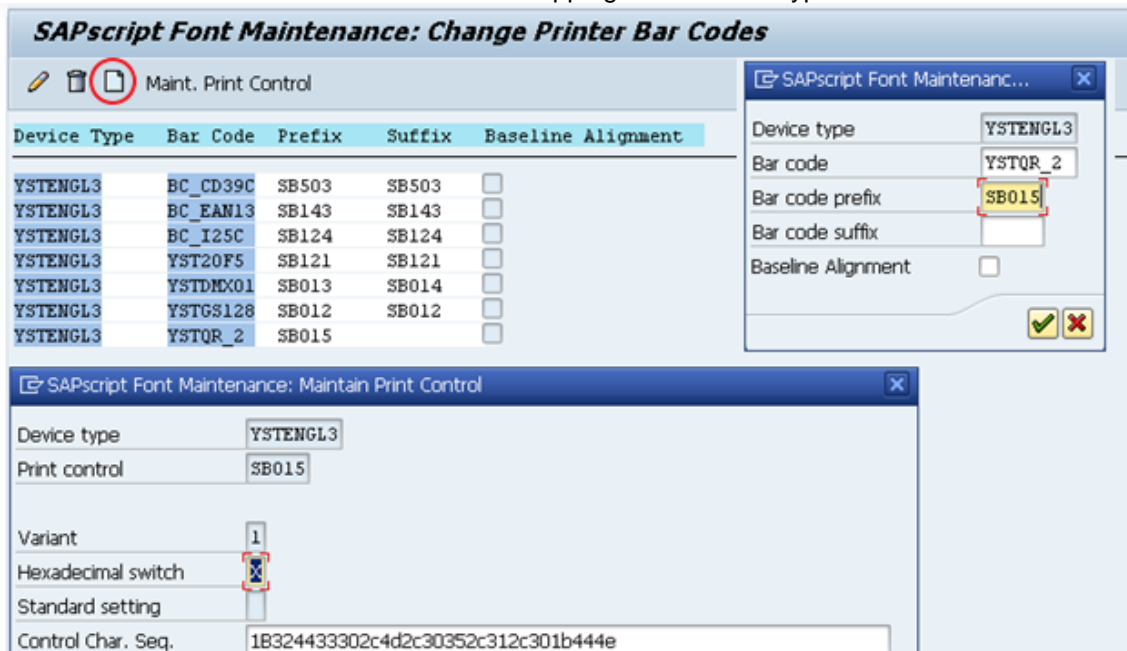 SAPscript Font Maintenance: Change Printer Bar Codes
Maint. Print Control
Device Type Bar Code Prefix Suffix Baseline Alignment
YSTENGL3 BC_CD39C SB503 SB503
YSTENGL3 BC_EAN13 SB143 SB143
YSTENGL3 BC_I25C SB124 SB124
YSTENGL3 YST20F5 SB121 SB121
YSTENGL3 YSTDMX01 SB013 SB014
YSTENGL3 YSTGS128 SB012 SB012
YSTENGL3 YSTQR_2 SB015
SAPscript Font Maintenanc...
Device type YSTENGL3
Bar code YSTQR_2
Bar code prefix SB015
Bar code suffix
Baseline Alignment
SAPscript Font Maintenance: Maintain Print Control
Device type YSTENGL3
Print control SB015
Variant 1
Hexadecimal switch X
Standard setting
Control Char. Seq. 1B324433302c4d2c30352c312c301b444e